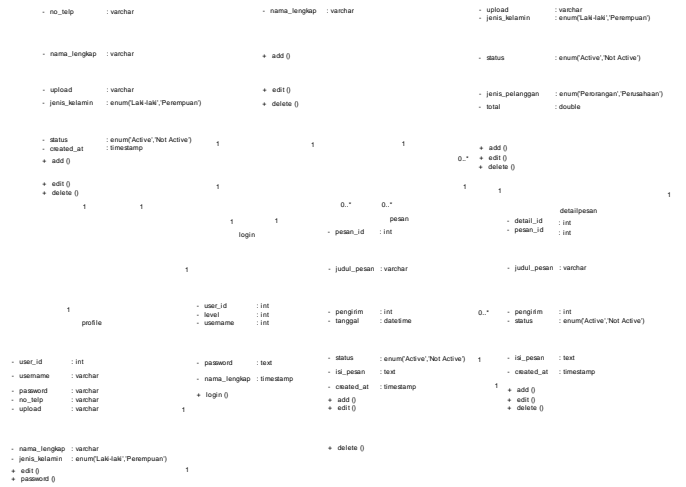 - no_telp : varchar
- nama_lengkap : varchar
- upload : varchar
- jenis_kelamin : enum('Laki-laki','Perempuan')
- status : enum('Active','Not Active')
- created_at : timestamp
+ add ()
+ edit ()
+ delete ()
- nama_lengkap : varchar
+ add ()
+ edit ()
+ delete ()
- upload : varchar
- jenis_kelamin : enum('Laki-laki','Perempuan')
- status : enum('Active','Not Active')
- jenis_pelanggan : enum('Perorangan','Perusahaan')
- total : double
+ add ()
+ edit ()
+ delete ()
1 1 1
0..*
1 1
1
1
1 1
0..* 0..*
1 1
login
- user_id : int
- level : int
- username : int
- password : text
- nama_lengkap : timestamp
+ login ()
pesan
- pesan_id : int
- judul_pesan : varchar
- pengirim : int
- tanggal : datetime
- status : enum('Active','Not Active')
- isi_pesan : text
- created_at : timestamp
+ add ()
+ edit ()
+ delete ()
detailpesan
- detail_id : int
- pesan_id : int
- judul_pesan : varchar
- pengirim : int
- status : enum('Active','Not Active')
- isi_pesan : text
- created_at : timestamp
+ add ()
+ edit ()
+ delete ()
1
1
0..*
1
1
profile
- user_id : int
- username : varchar
- password : varchar
- no_telp : varchar
- upload : varchar
- nama_lengkap : varchar
- jenis_kelamin : enum('Laki-laki','Perempuan')
+ edit ()
+ password ()
1
1